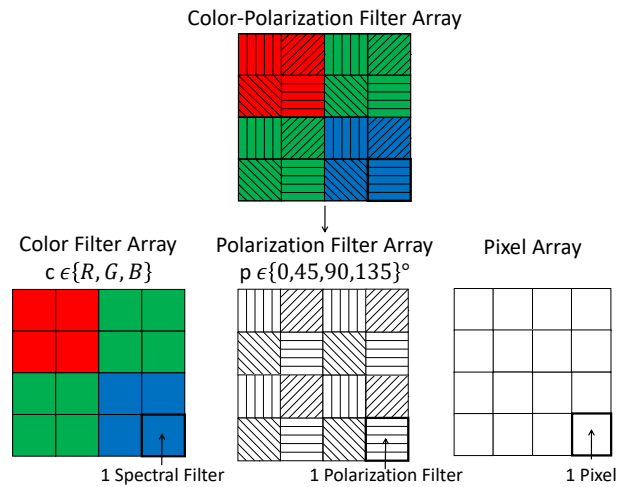 Color-Polarization Filter Array
Color Filter Array
c ϵ{R, G, B}
Polarization Filter Array
p ϵ{0,45,90,135}°
Pixel Array
1 Spectral Filter
1 Polarization Filter
1 Pixel